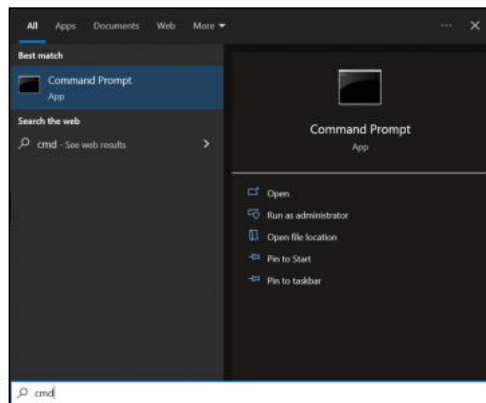 All Apps Documents Web More
Best match
Command Prompt
App
Search the web
cmd - See web results
Command Prompt
App
Open
Run as administrator
Open file location
Pin to Start
Pin to taskbar
cmd